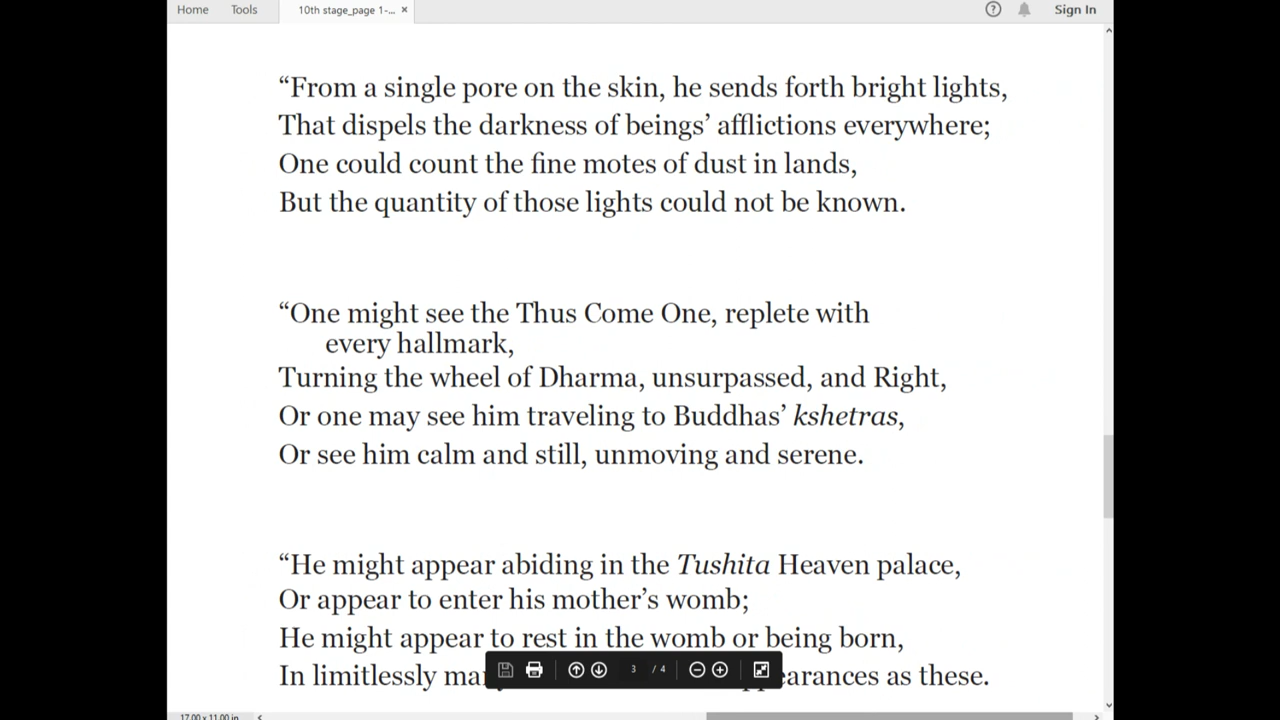 Home Tools 10th stage_page 1-... × ? Sign In
“From a single pore on the skin, he sends forth bright lights,
That dispels the darkness of beings’ afflictions everywhere;
One could count the fine motes of dust in lands,
But the quantity of those lights could not be known.
“One might see the Thus Come One, replete with
every hallmark,
Turning the wheel of Dharma, unsurpassed, and Right,
Or one may see him traveling to Buddhas’ kshetras,
Or see him calm and still, unmoving and serene.
“He might appear abiding in the Tushita Heaven palace,
Or appear to enter his mother’s womb;
He might appear to rest in the womb or being born,
In limitlessly as these.
3 / 4
17.00 x 11.00 in